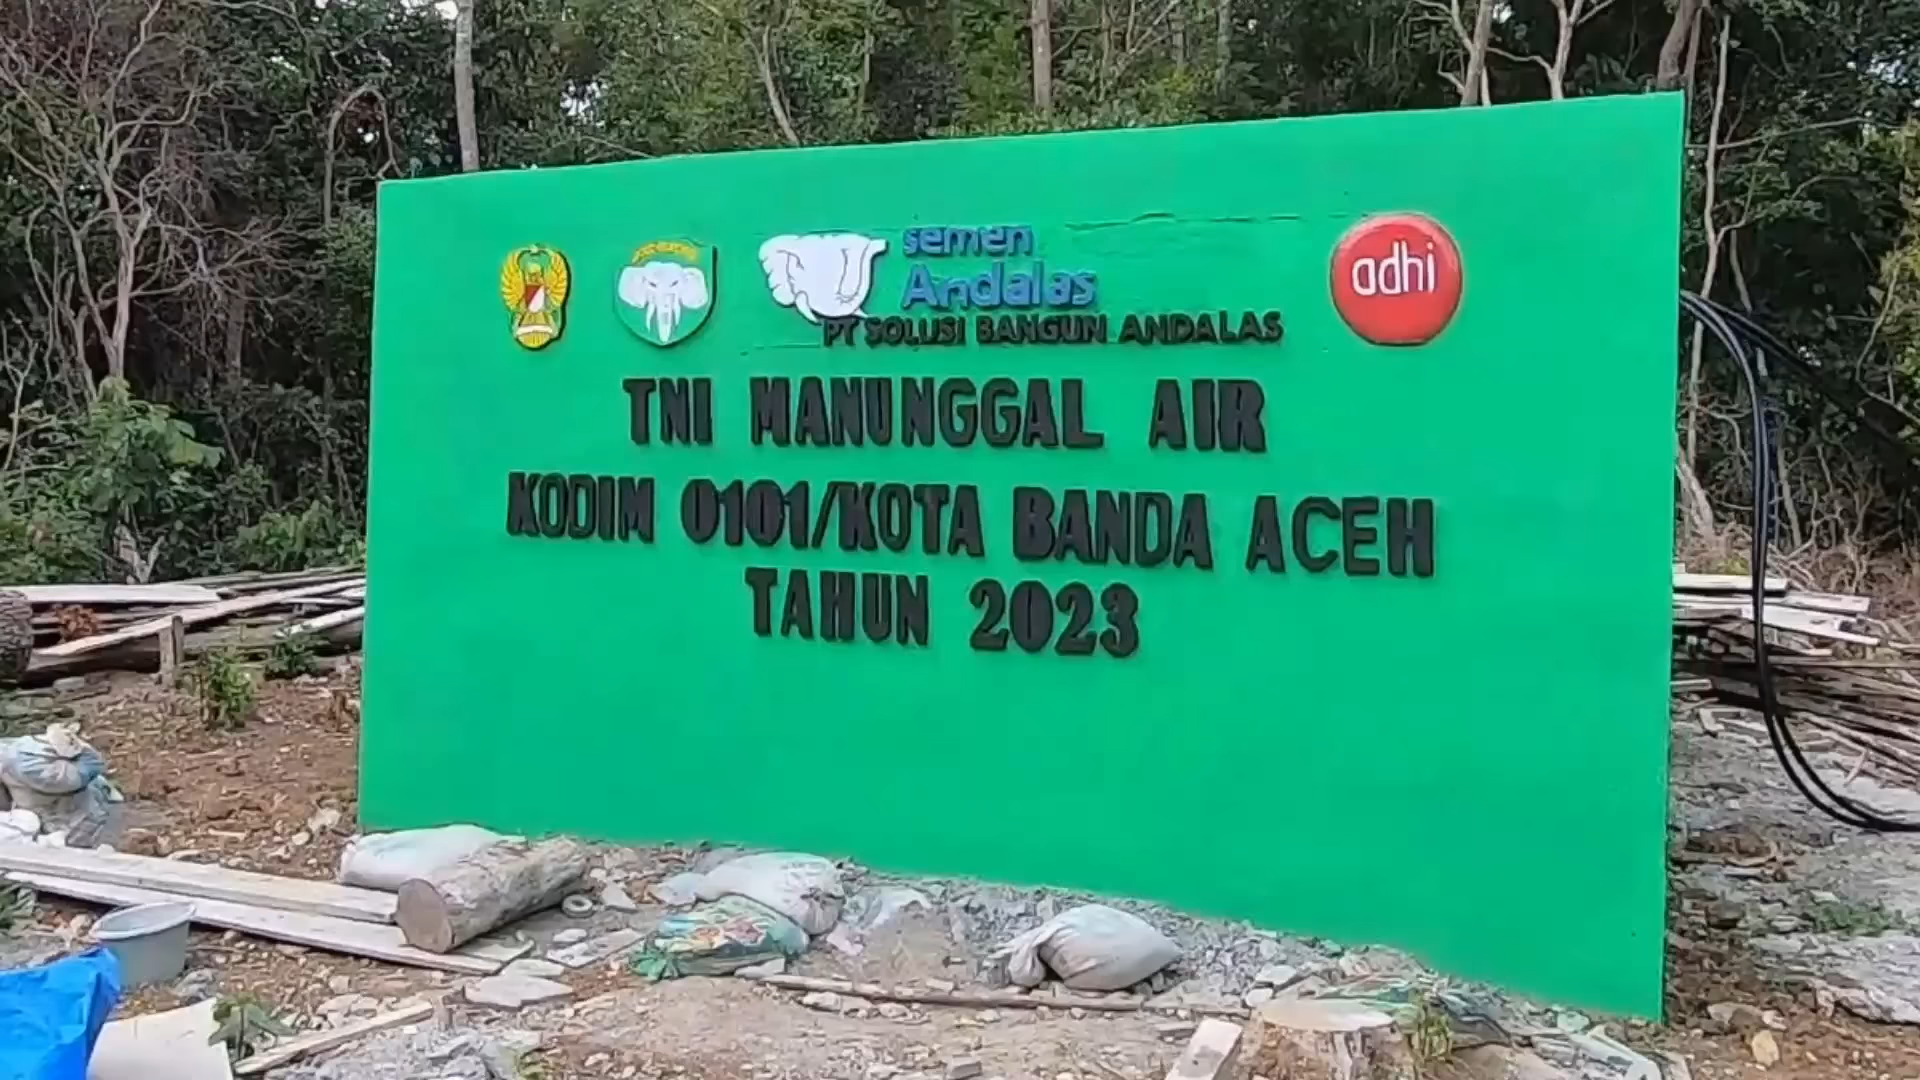 semen
Andalas
PT SOLUSI BANGUN ANDALAS
adhi
TNI MANUNGGAL AIR
KODIM 0101/KOTA BANDA ACEH
TAHUN 2023